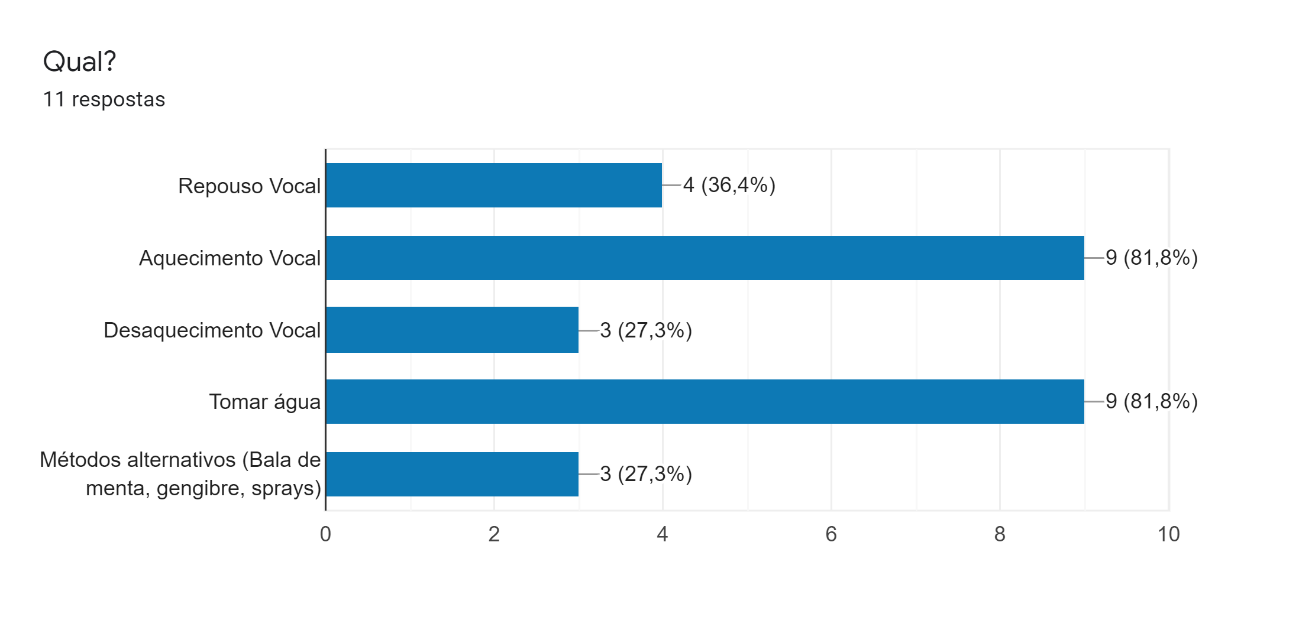 Qual?
11 respostas
Repouso Vocal
4 (36,4%)
Aquecimento Vocal
9 (81,8%)
Desaquecimento Vocal
3 (27,3%)
Tomar água
9 (81,8%)
Métodos alternativos (Bala de
menta, gengibre, sprays)
3 (27,3%)
0 2 4 6 8 10